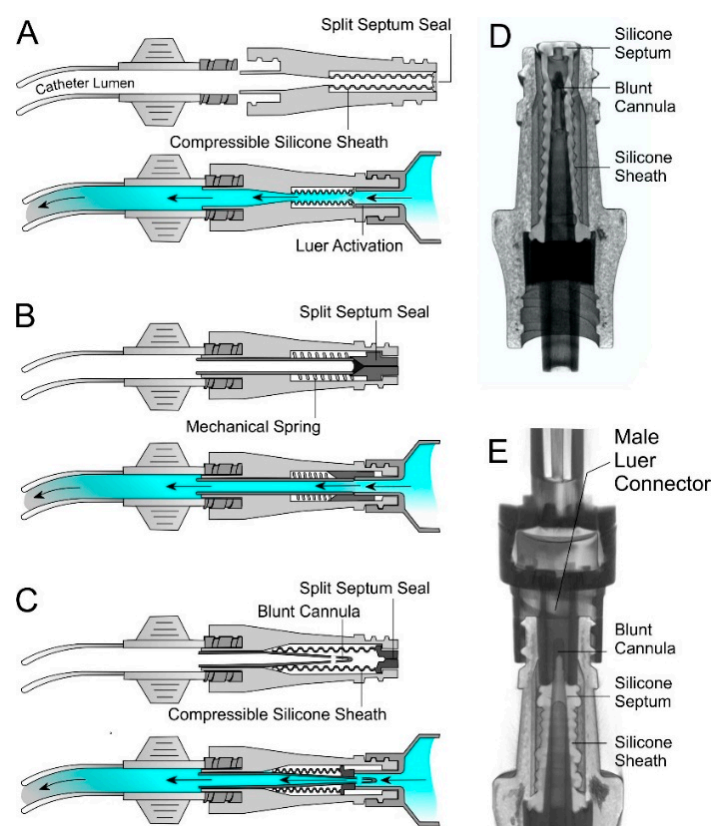 A
Split Septum Seal
Catheter Lumen
Compressible Silicone Sheath
Luer Activation
B
Split Septum Seal
Mechanical Spring
C
Split Septum Seal
Blunt Cannula
Compressible Silicone Sheath
D
Silicone
Septum
Blunt
Cannula
Silicone
Sheath
E
Male
Luer
Connector
Blunt
Cannula
Silicone
Septum
Silicone
Sheath